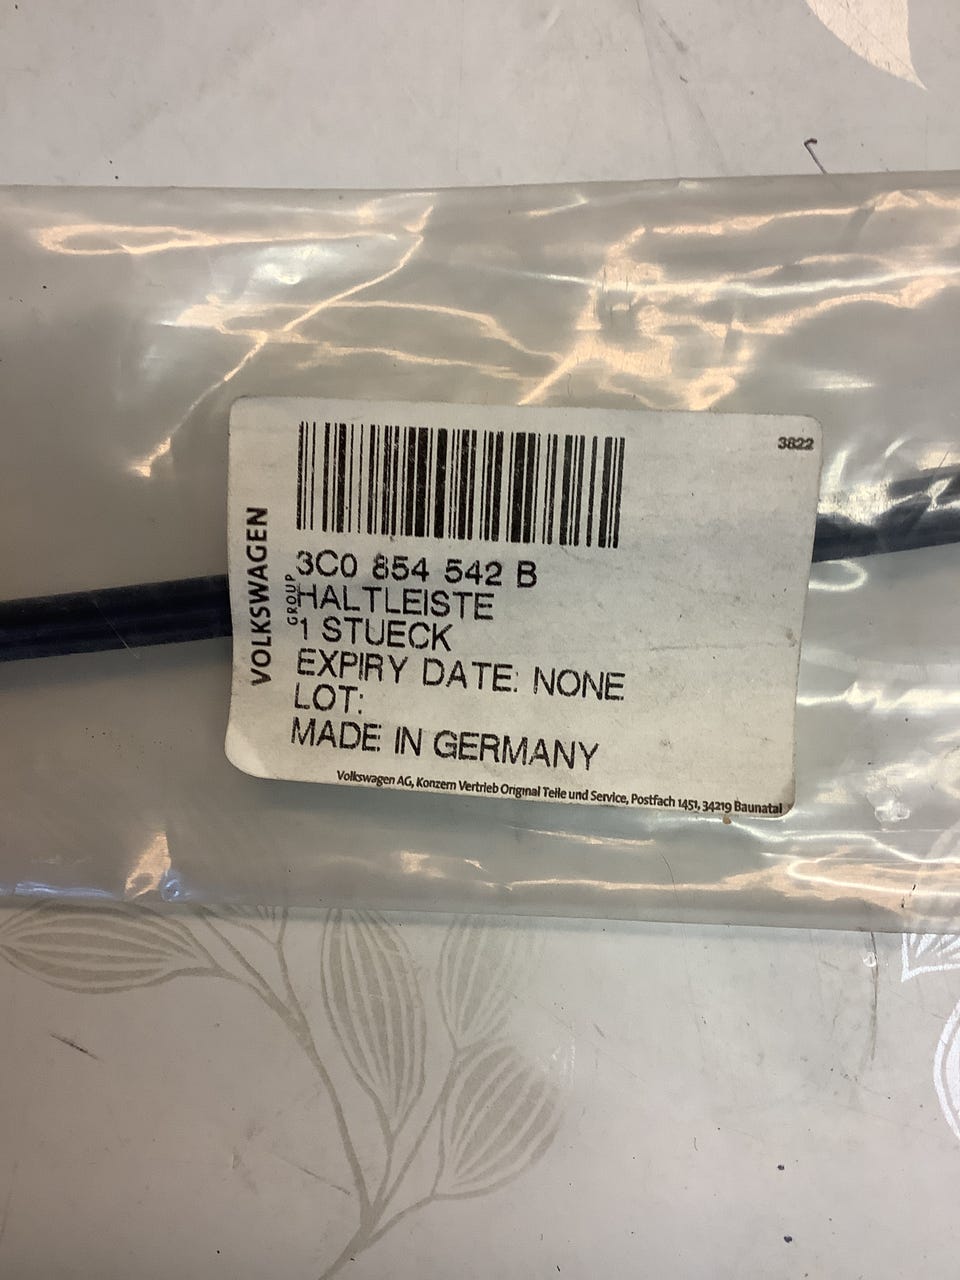 3822
VOLKSWAGEN
GROUP
3C0 854 542 B
HALTLEISTE
1 STUECK
EXPIRY DATE: NONE
LOT:
MADE IN GERMANY
Volkswagen AG, Konzern Vertrieb Original Teile und Service, Postfach 1451, 34219 Baunatal